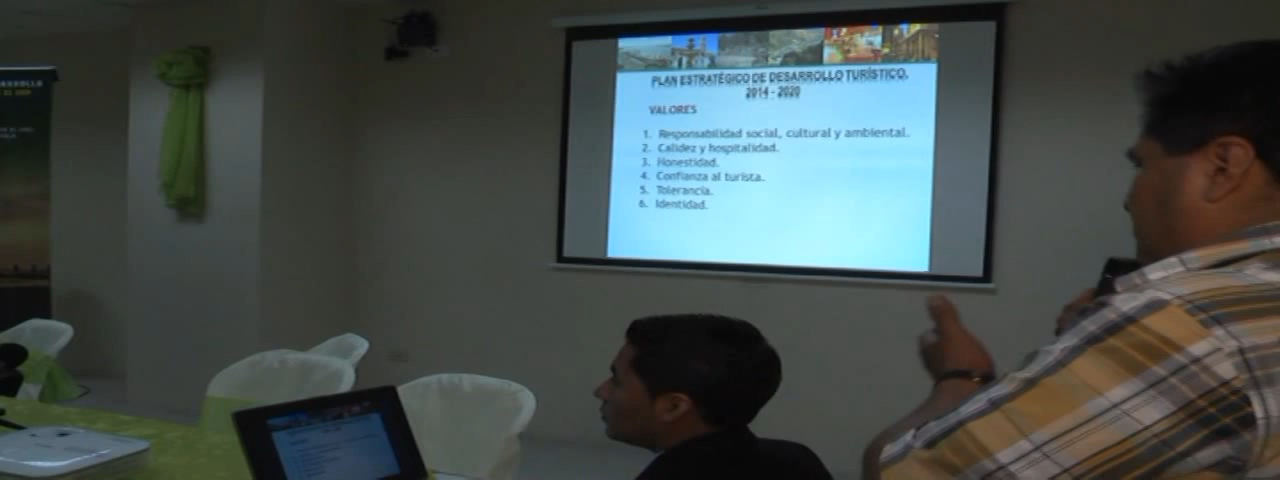 PLAN ESTRATÉGICO DE DESARROLLO TURÍSTICO.
2014 - 2020
VALORES
1. Responsabilidad social, cultural y ambiental.
2. Calidez y hospitalidad.
3. Honestidad.
4. Confianza al turista.
5. Tolerancia.
6. Identidad.